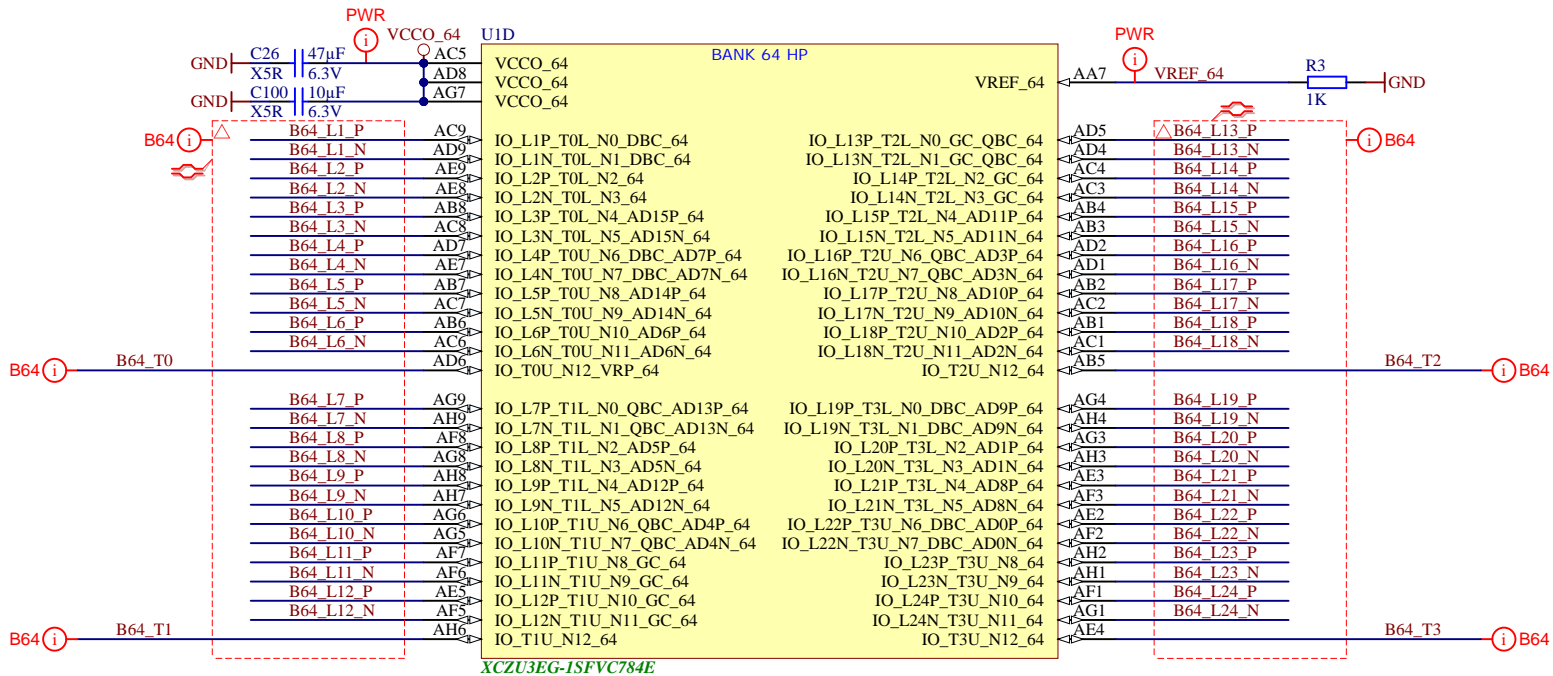 PWR
VCCO_64
U1D
BANK 64 HP
PWR
GND C26 47µF AC5 VCCO_64
X5R 6.3V AD8 VCCO_64 VREF_64 AA7 VREF_64 R3 GND
GND C100 10µF AG7 VCCO_64 1K
X5R 6.3V
B64 i B64_L1_P AC9 IO_L1P_T0L_N0_DBC_64 IO_L13P_T2L_N0_GC_QBC_64 AD5 B64_L13_P i B64
B64_L1_N AD9 IO_L1N_T0L_N1_DBC_64 IO_L13N_T2L_N1_GC_QBC_64 AD4 B64_L13_N
B64_L2_P AE9 IO_L2P_T0L_N2_64 IO_L14P_T2L_N2_GC_64 AC4 B64_L14_P
B64_L2_N AE8 IO_L2N_T0L_N3_64 IO_L14N_T2L_N3_GC_64 AC3 B64_L14_N
B64_L3_P AB8 IO_L3P_T0L_N4_AD15P_64 IO_L15P_T2L_N4_AD11P_64 AB4 B64_L15_P
B64_L3_N AC8 IO_L3N_T0L_N5_AD15N_64 IO_L15N_T2L_N5_AD11N_64 AB3 B64_L15_N
B64_L4_P AD7 IO_L4P_T0U_N6_DBC_AD7P_64 IO_L16P_T2U_N6_QBC_AD3P_64 AD2 B64_L16_P
B64_L4_N AE7 IO_L4N_T0U_N7_DBC_AD7N_64 IO_L16N_T2U_N7_QBC_AD3N_64 AD1 B64_L16_N
B64_L5_P AB7 IO_L5P_T0U_N8_AD14P_64 IO_L17P_T2U_N8_AD10P_64 AB2 B64_L17_P
B64_L5_N AC7 IO_L5N_T0U_N9_AD14N_64 IO_L17N_T2U_N9_AD10N_64 AC2 B64_L17_N
B64_L6_P AB6 IO_L6P_T0U_N10_AD6P_64 IO_L18P_T2U_N10_AD2P_64 AB1 B64_L18_P
B64_L6_N AC6 IO_L6N_T0U_N11_AD6N_64 IO_L18N_T2U_N11_AD2N_64 AC1 B64_L18_N
B64 i B64_T0 AD6 IO_T0U_N12_VRP_64 IO_T2U_N12_64 AB5 B64_T2 i B64
B64_L7_P AG9 IO_L7P_T1L_N0_QBC_AD13P_64 IO_L19P_T3L_N0_DBC_AD9P_64 AG4 B64_L19_P
B64_L7_N AH9 IO_L7N_T1L_N1_QBC_AD13N_64 IO_L19N_T3L_N1_DBC_AD9N_64 AH4 B64_L19_N
B64_L8_P AF8 IO_L8P_T1L_N2_AD5P_64 IO_L20P_T3L_N2_AD1P_64 AG3 B64_L20_P
B64_L8_N AG8 IO_L8N_T1L_N3_AD5N_64 IO_L20N_T3L_N3_AD1N_64 AH3 B64_L20_N
B64_L9_P AH8 IO_L9P_T1L_N4_AD12P_64 IO_L21P_T3L_N4_AD8P_64 AE3 B64_L21_P
B64_L9_N AH7 IO_L9N_T1L_N5_AD12N_64 IO_L21N_T3L_N5_AD8N_64 AF3 B64_L21_N
B64_L10_P AG6 IO_L10P_T1U_N6_QBC_AD4P_64 IO_L22P_T3U_N6_DBC_AD0P_64 AE2 B64_L22_P
B64_L10_N AG5 IO_L10N_T1U_N7_QBC_AD4N_64 IO_L22N_T3U_N7_DBC_AD0N_64 AF2 B64_L22_N
B64_L11_P AF7 IO_L11P_T1U_N8_GC_64 IO_L23P_T3U_N8_64 AH2 B64_L23_P
B64_L11_N AF6 IO_L11N_T1U_N9_GC_64 IO_L23N_T3U_N9_64 AH1 B64_L23_N
B64_L12_P AE5 IO_L12P_T1U_N10_GC_64 IO_L24P_T3U_N10_64 AF1 B64_L24_P
B64_L12_N AF5 IO_L12N_T1U_N11_GC_64 IO_L24N_T3U_N11_64 AG1 B64_L24_N
B64 i B64_T1 AH6 IO_T1U_N12_64 IO_T3U_N12_64 AE4 B64_T3 i B64
XCZU3EG-1SFVC784E